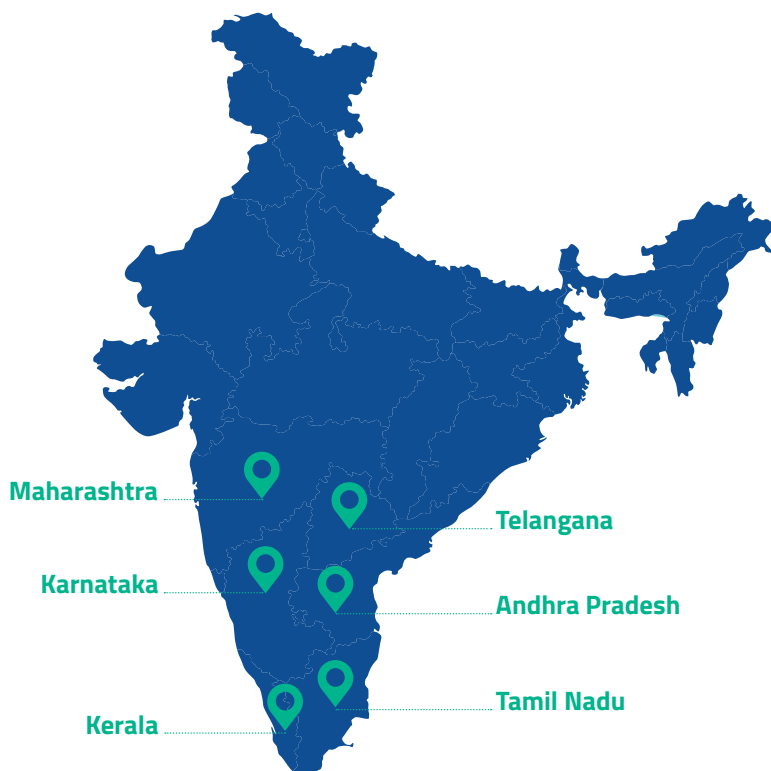 Maharashtra
Telangana
Karnataka
Andhra Pradesh
Tamil Nadu
Kerala